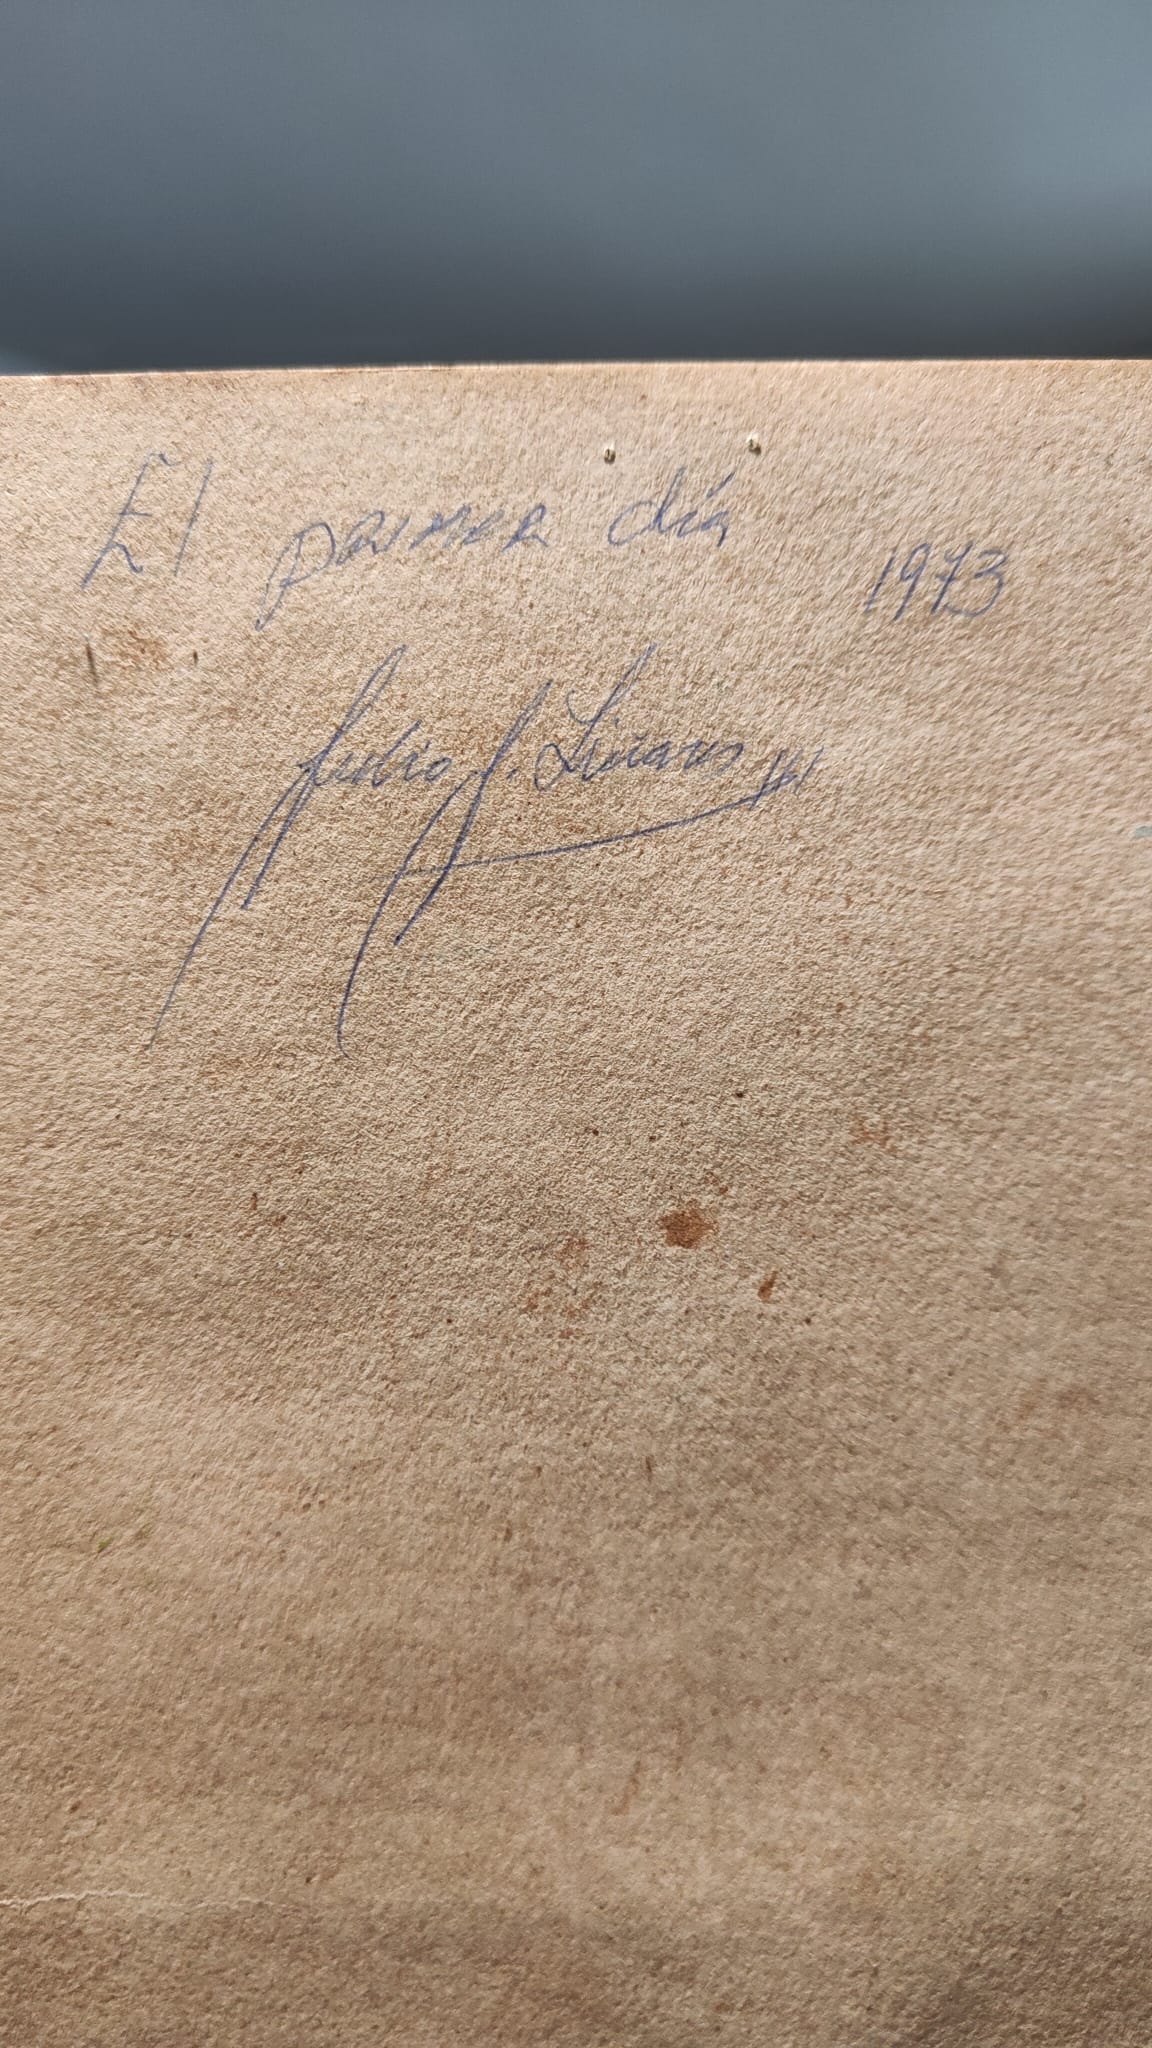 El primer día 1973
Julio J. Linares